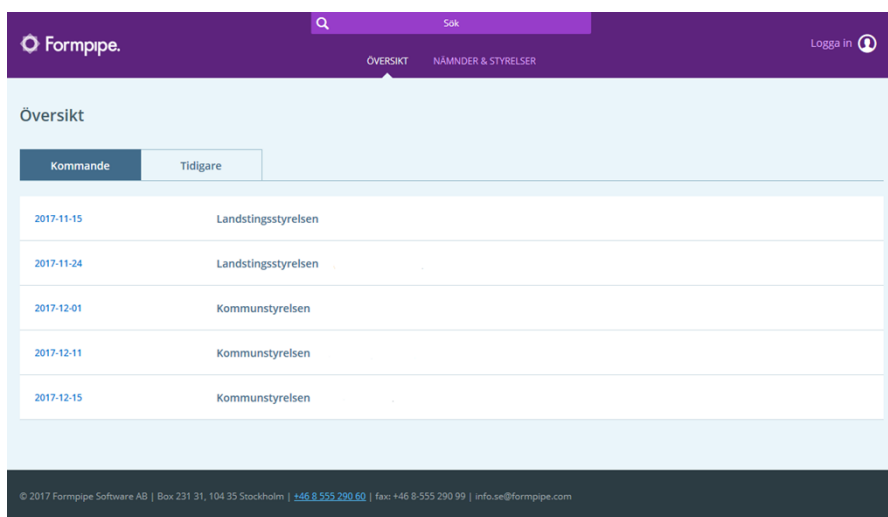 Sök
Formpipe.
Logga in
ÖVERSIKT NÄMNDER & STYRELSER
Översikt
Kommande Tidigare
2017-11-15 Landstingsstyrelsen
2017-11-24 Landstingsstyrelsen
2017-12-01 Kommunstyrelsen
2017-12-11 Kommunstyrelsen
2017-12-15 Kommunstyrelsen
© 2017 Formpipe Software AB | Box 231 31, 104 35 Stockholm | +46 8 555 290 60 | fax: +46 8-555 290 99 | info.se@formpipe.com